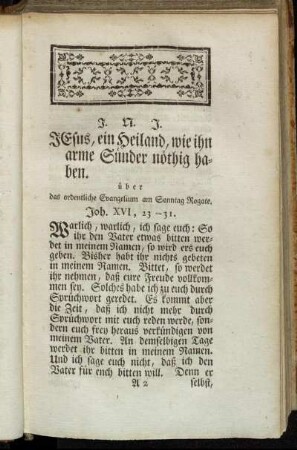 J. N. J.
JEsus, ein Heiland, wie ihn
arme Sünder nöthig ha-
ben.
über
das ordentliche Evangelium am Sonntag Rogate.
Joh. XVI, 23-31.
Warlich, warlich, ich sage euch: So
ihr den Vater etwas bitten wer-
det in meinem Namen, so wird ers euch
geben. Bisher habt ihr nichts gebeten
in meinem Namen. Bittet, so werdet
ihr nehmen, daß eure Freude vollkom-
men sey. Solches habe ich zu euch durch
Sprüchwort geredet. Es kommt aber
die Zeit, daß ich nicht mehr durch
Sprüchwort mit euch reden werde, son-
dern euch frey heraus verkündigen von
meinem Vater. An demselbigen Tage
werdet ihr bitten in meinem Namen.
Und ich sage euch nicht, daß ich den
Vater für euch bitten will. Denn er
A 2 selbst,